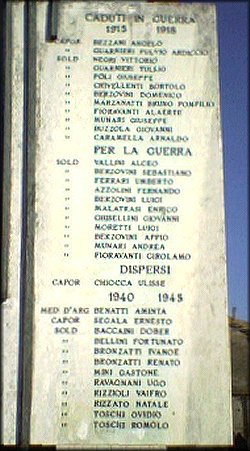 CADUTI IN GUERRA
1915 1918
CAPOR BEZZANI ANGELO
" GUARNIERI FULVIO ARDICCIO
SOLD NEGRI VITTORIO
" GUARNIERI TULLIO
" POLI GIUSEPPE
" CRIVELLENTI BORTOLO
" BERZOVINI DOMENICO
" MARZANATTI BRUNO POMPILIO
" FIORAVANTI ALAERTE
" MUNARI GIUSEPPE
" BUZZOLA GIOVANNI
" CARAMELLA ARNALDO
PER LA GUERRA
SOLD VALLINI ALCEO
" BERZOVINI SEBASTIANO
" FERRARI UMBERTO
" AZZOLINI FERNANDO
" BERZOVINI LUIGI
" MALATRASI ENRICO
" GHISELLINI GIOVANNI
" MORETTI LUIGI
" BERZOVINI APPIO
" MUNARI ANDREA
" FIORAVANTI GIROLAMO
DISPERSI
CAPOR CHIOCCA ULISSE
1940 1945
MED D'ARG BENATTI AMINTA
CAPOR SEGALA ERNESTO
SOLD BACCAINI DOBER
" BELLINI FORTUNATO
" BRONZATTI IVANOE
" BRONZATTI RENATO
" MINI GASTONE
" RAVAGNANI UGO
" RIZZIOLI VAIFRO
" RIZZATO NATALE
" TOSCHI OVIDIO
" TOSCHI ROMOLO